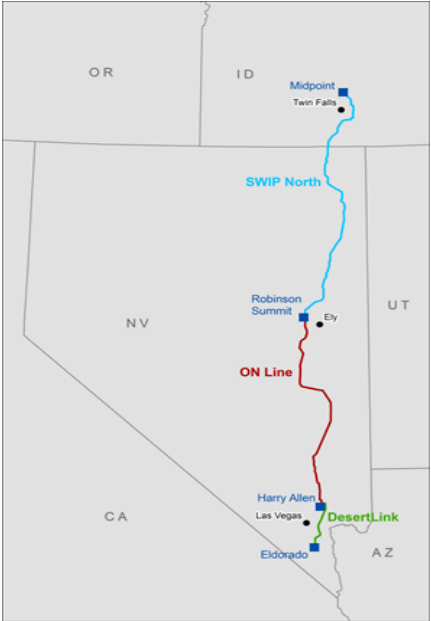 OR
ID
Midpoint
Twin Falls
SWIP North
Robinson
Summit
Ely
UT
NV
ON Line
Harry Allen
Las Vegas
DesertLink
CA
Eldorado
AZ